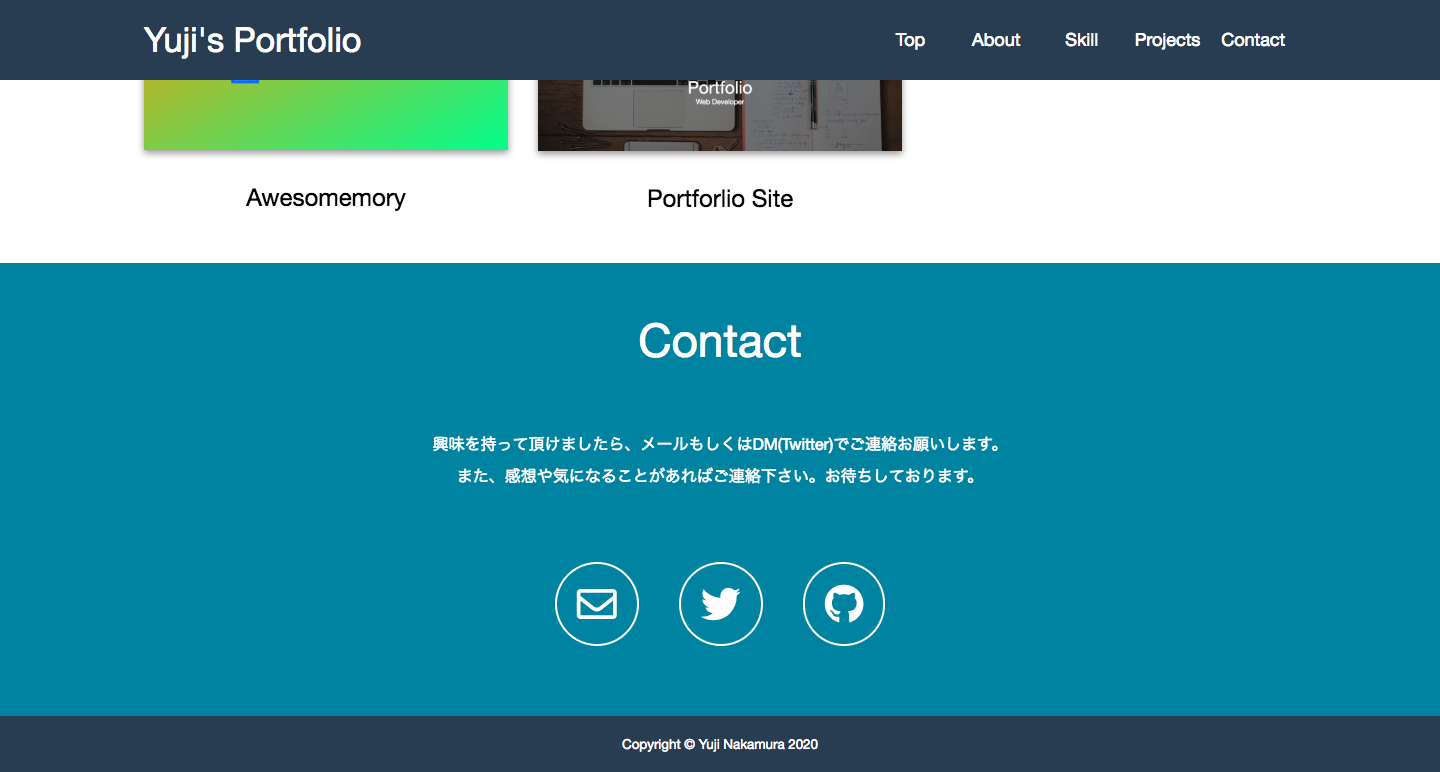 Yuji's Portfolio
Top About Skill Projects Contact
Portfolio
Web Developer
Awesomemory
Portforlio Site
Contact
興味を持って頂けましたら、メールもしくはDM(Twitter)でご連絡お願いします。
また、感想や気になることがあればご連絡下さい。お待ちしております。
Copyright © Yuji Nakamura 2020